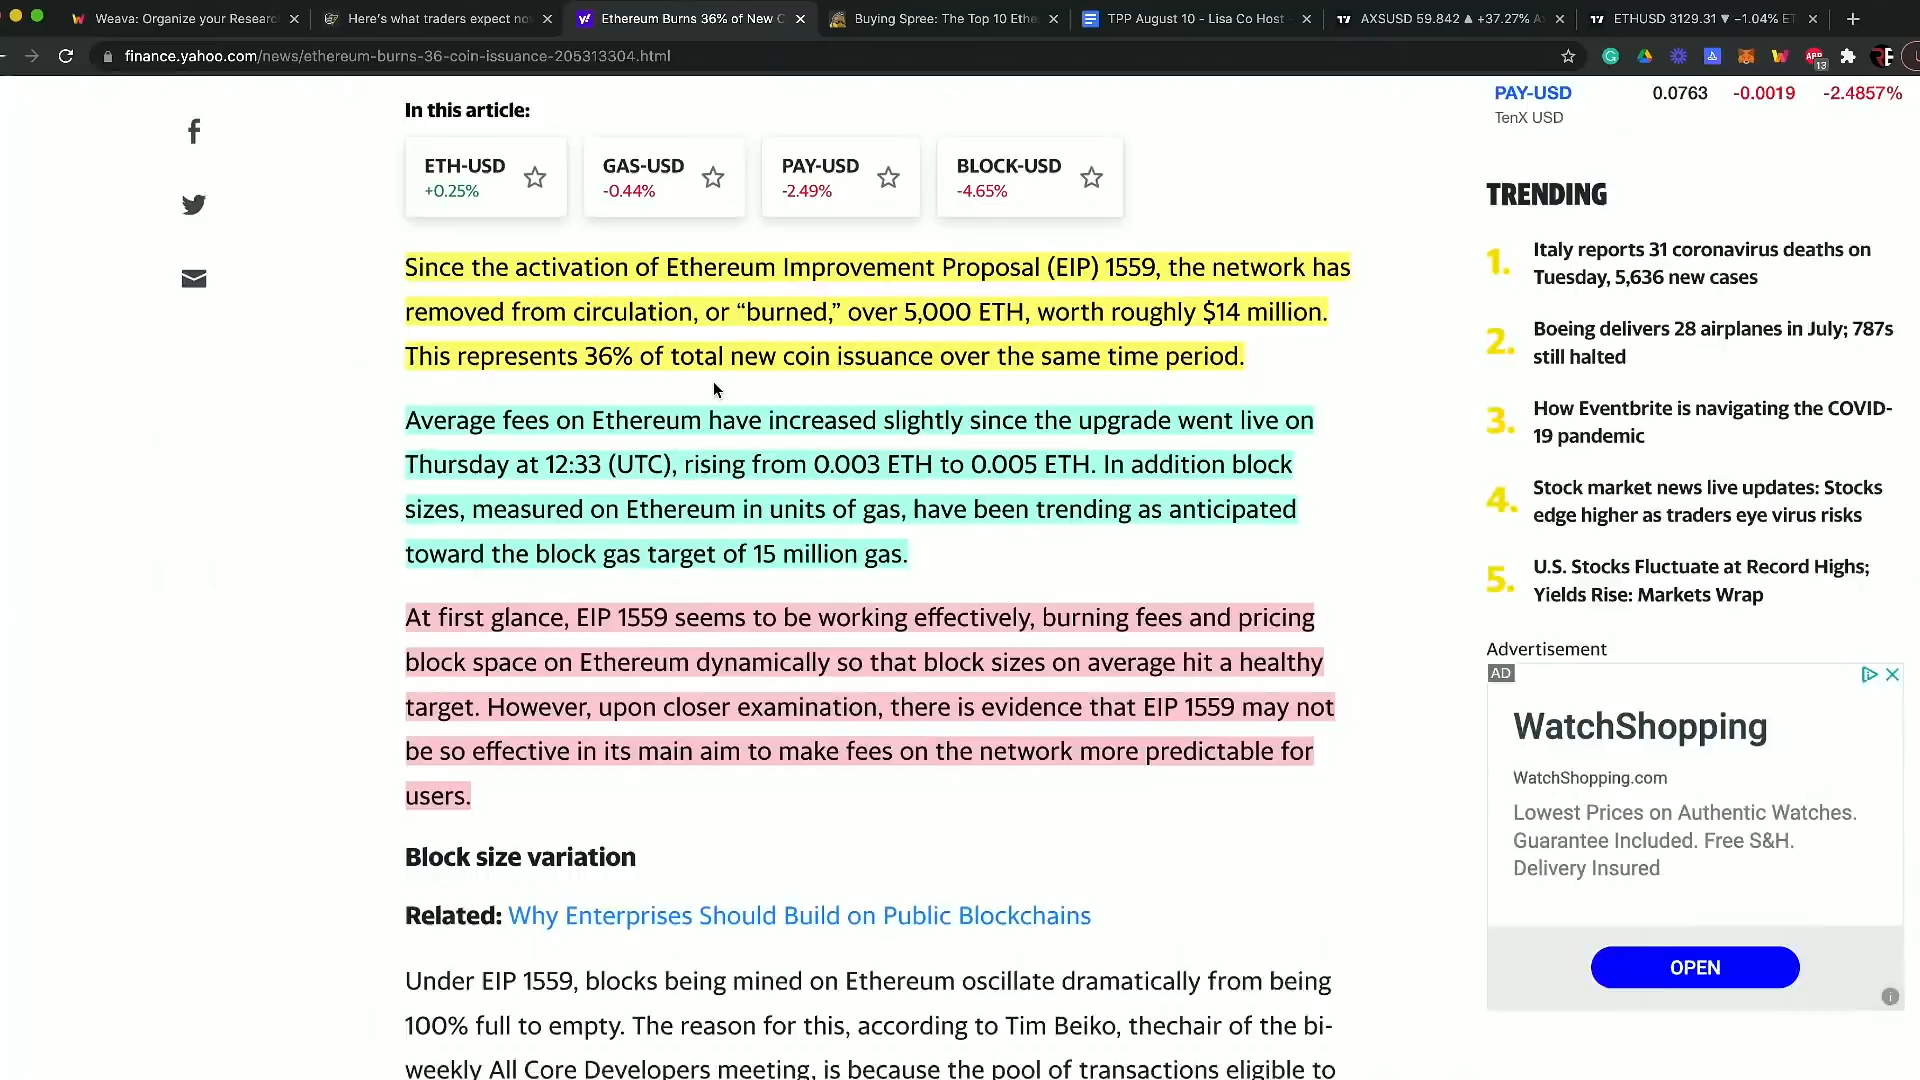 Weava: Organize your Resear
Here's what traders expect no
Ethereum Burns 36% of New C
Buying Spree: The Top 10 Ethe
TPP August 10 - Lisa Co Host
AXSUSD 59.842 ▲ +37.27% A
ETHUSD 3129.31 ▼ −1.04% ET
finance.yahoo.com/news/ethereum-burns-36-coin-issuance-205313304.html
13
In this article:
ETH-USD
+0.25%
GAS-USD
-0.44%
PAY-USD
-2.49%
BLOCK-USD
-4.65%
Since the activation of Ethereum Improvement Proposal (EIP) 1559, the network has
removed from circulation, or “burned,” over 5,000 ETH, worth roughly $14 million.
This represents 36% of total new coin issuance over the same time period.
Average fees on Ethereum have increased slightly since the upgrade went live on
Thursday at 12:33 (UTC), rising from 0.003 ETH to 0.005 ETH. In addition block
sizes, measured on Ethereum in units of gas, have been trending as anticipated
toward the block gas target of 15 million gas.
At first glance, EIP 1559 seems to be working effectively, burning fees and pricing
block space on Ethereum dynamically so that block sizes on average hit a healthy
target. However, upon closer examination, there is evidence that EIP 1559 may not
be so effective in its main aim to make fees on the network more predictable for
users.
Block size variation
Related: Why Enterprises Should Build on Public Blockchains
Under EIP 1559, blocks being mined on Ethereum oscillate dramatically from being
100% full to empty. The reason for this, according to Tim Beiko, thechair of the bi-
weekly All Core Developers meeting, is because the pool of transactions eligible to
PAY-USD 0.0763 -0.0019 -2.4857%
TenX USD
TRENDING
1. Italy reports 31 coronavirus deaths on
Tuesday, 5,636 new cases
2. Boeing delivers 28 airplanes in July; 787s
still halted
3. How Eventbrite is navigating the COVID-
19 pandemic
4. Stock market news live updates: Stocks
edge higher as traders eye virus risks
5. U.S. Stocks Fluctuate at Record Highs;
Yields Rise: Markets Wrap
Advertisement
AD
WatchShopping
WatchShopping.com
Lowest Prices on Authentic Watches.
Guarantee Included. Free S&H.
Delivery Insured
OPEN